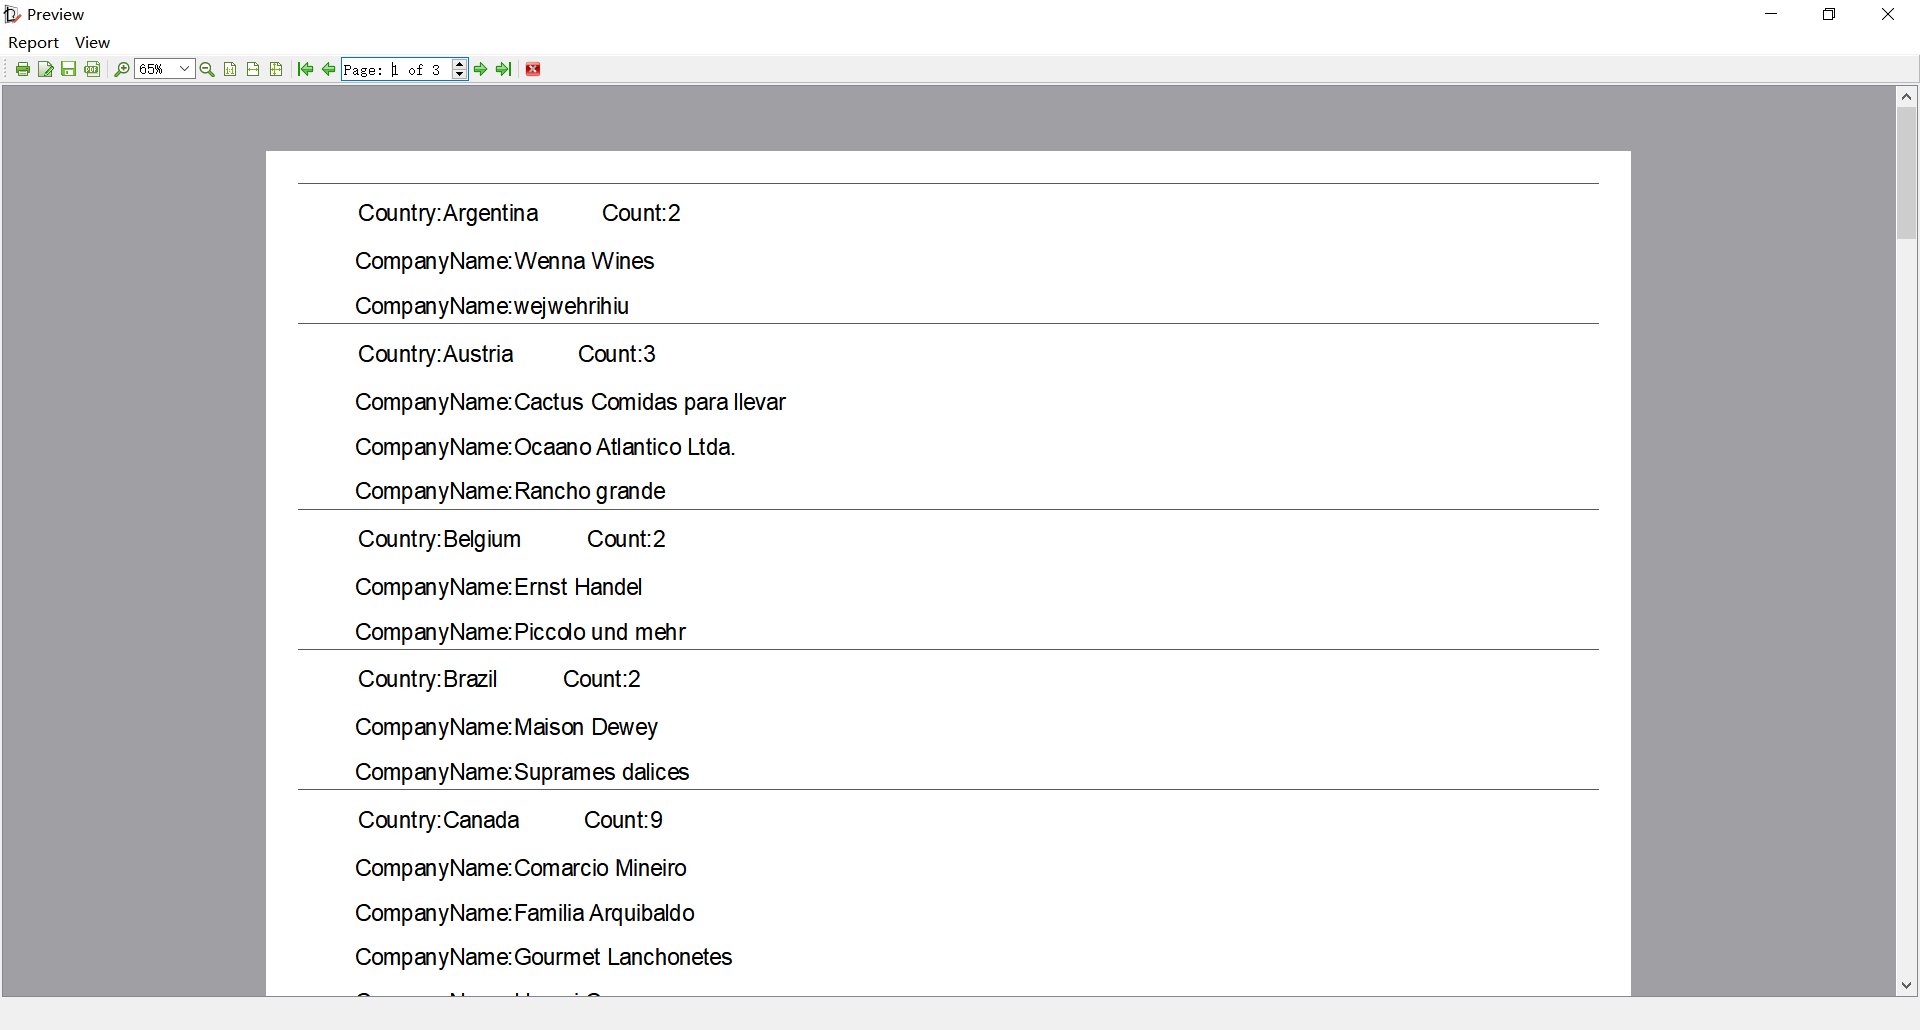 Preview
Report View
65% Page: 1 of 3
Country:Argentina Count:2
CompanyName:Wenna Wines
CompanyName:wejwehrihiu
Country:Austria Count:3
CompanyName:Cactus Comidas para llevar
CompanyName:Ocaano Atlantico Ltda.
CompanyName:Rancho grande
Country:Belgium Count:2
CompanyName:Ernst Handel
CompanyName:Piccolo und mehr
Country:Brazil Count:2
CompanyName:Maison Dewey
CompanyName:Suprames dalices
Country:Canada Count:9
CompanyName:Comarcio Mineiro
CompanyName:Familia Arquibaldo
CompanyName:Gourmet Lanchonetes